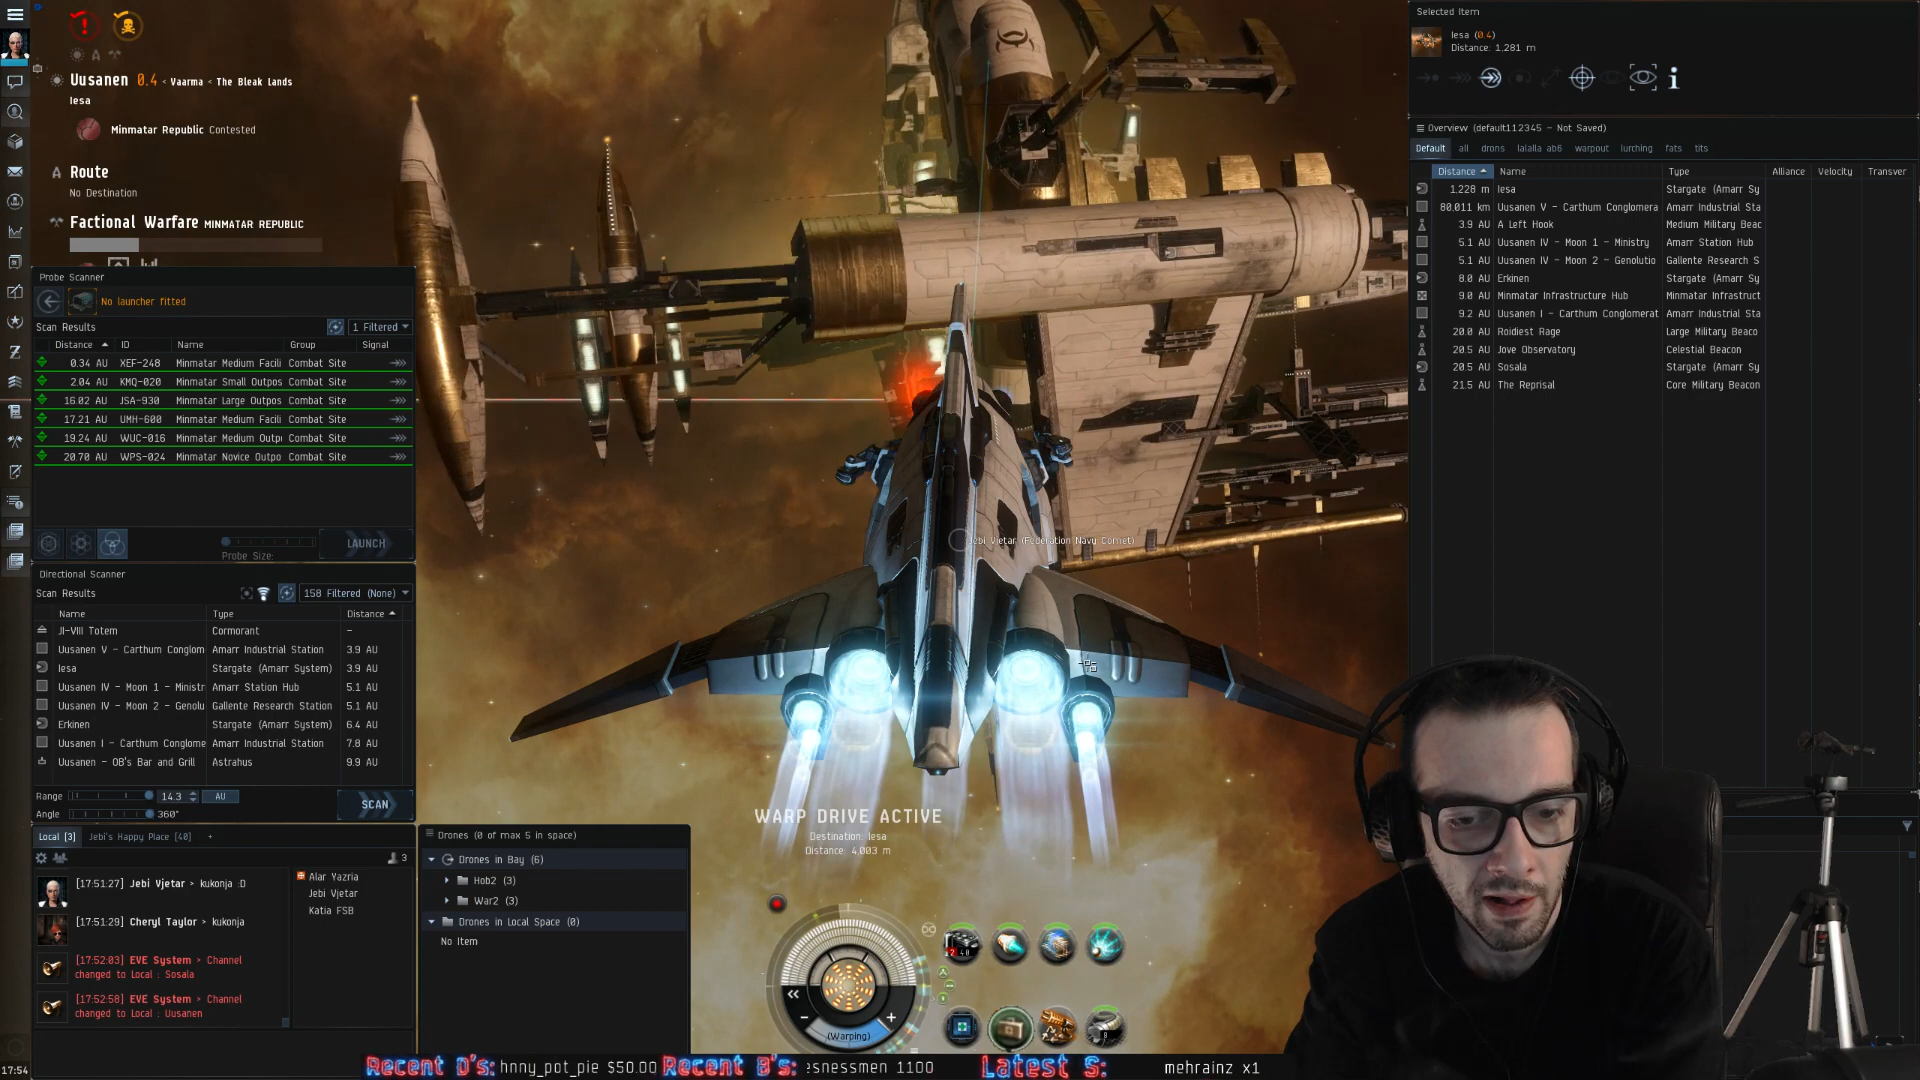 Uusanen 0.4 < Vaarma < The Bleak Lands
Iesa
Minmatar Republic Contested
Route
No Destination
Factional Warfare MINMATAR REPUBLIC
Probe Scanner
No launcher fitted
Scan Results
1 Filtered
Distance ID Name Group Signal
0.34 AU XEF-248 Minmatar Medium Facili Combat Site
2.04 AU KMQ-020 Minmatar Small Outpos Combat Site
16.02 AU JSA-930 Minmatar Large Outpos Combat Site
17.21 AU UMH-600 Minmatar Medium Facili Combat Site
19.24 AU WUC-016 Minmatar Medium Outp Combat Site
20.70 AU WPS-024 Minmatar Novice Outpo Combat Site
Probe Size:
LAUNCH
Directional Scanner
Scan Results
158 Filtered (None)
Name Type Distance
JI-VIII Totem Cormorant -
Uusanen V - Carthum Conglom Amarr Industrial Station 3.9 AU
Iesa Stargate (Amarr System) 3.9 AU
Uusanen IV - Moon 1 - Ministr Amarr Station Hub 5.1 AU
Uusanen IV - Moon 2 - Genolu Gallente Research Station 5.1 AU
Erkinen Stargate (Amarr System) 6.4 AU
Uusanen I - Carthum Conglome Amarr Industrial Station 7.8 AU
Uusanen - OB's Bar and Grill Astrahus 9.9 AU
Range 14.3 AU
Angle 360°
SCAN
Local [3] Jebi's Happy Place [40] +
3
[17:51:27] Jebi Vjetar > kukonja :D
[17:51:29] Cheryl Taylor > kukonja
[17:52:03] EVE System > Channel
changed to Local : Sosala
[17:52:58] EVE System > Channel
changed to Local : Uusanen
Alar Yazria
Jebi Vjetar
Katia FSB
17:54
Drones (0 of max 5 in space)
Drones in Bay (6)
Hob2 (3)
War2 (3)
Drones in Local Space (0)
No Item
Jebi Vjetar (Federation Navy Comet)
WARP DRIVE ACTIVE
Destination: Iesa
Distance: 4,003 m
(Warping)
Selected Item
Iesa (0.4)
Distance: 1,281 m
Overview (default112345 - Not Saved)
Default all drons lalalla ab6 warpout lurching fats tits
Distance Name Type Alliance Velocity Transver
1,228 m Iesa Stargate (Amarr Sy
80,011 km Uusanen V - Carthum Conglomera Amarr Industrial Sta
3.9 AU A Left Hook Medium Military Beac
5.1 AU Uusanen IV - Moon 1 - Ministry Amarr Station Hub
5.1 AU Uusanen IV - Moon 2 - Genolutio Gallente Research S
8.0 AU Erkinen Stargate (Amarr Sy
9.0 AU Minmatar Infrastructure Hub Minmatar Infrastruct
9.2 AU Uusanen I - Carthum Conglomerat Amarr Industrial Sta
20.0 AU Roidiest Rage Large Military Beaco
20.5 AU Jove Observatory Celestial Beacon
20.5 AU Sosala Stargate (Amarr Sy
21.5 AU The Reprisal Core Military Beacon
Recent D's: hnny_pot_pie $50.00 Recent B's: esnessmen 1100 Latest S: mehrainz x1